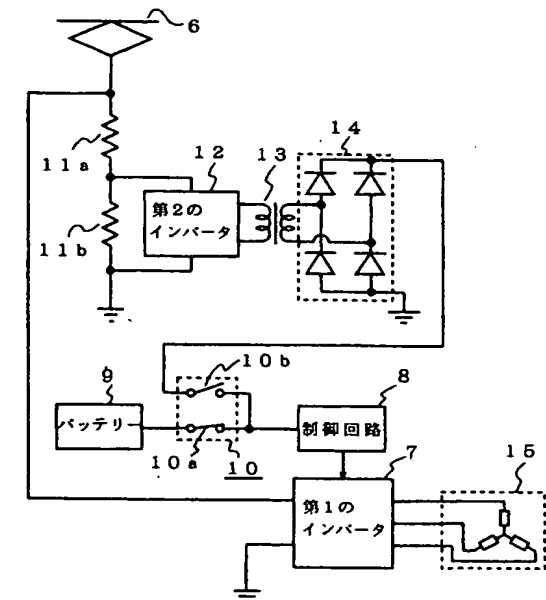 6
14
12
13
11a
第2の
インバータ
11b
10b
9
8
バッテリー
制御回路
10a
10
7
15
第1の
インバータ